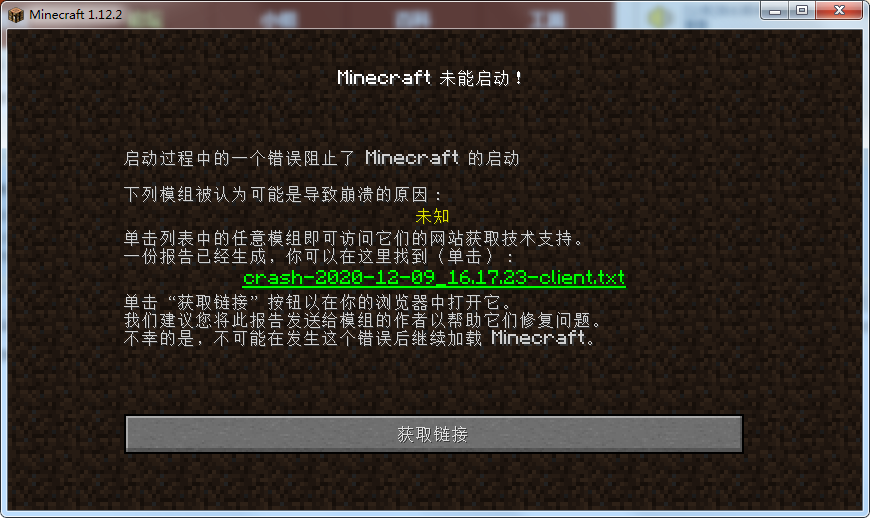 Minecraft 1.12.2
Minecraft 未能启动！
启动过程中的一个错误阻止了 Minecraft 的启动
下列模组被认为可能是导致崩溃的原因：
未知
单击列表中的任意模组即可访问它们的网站获取技术支持。
一份报告已经生成，你可以在这里找到（单击）：
crash-2020-12-09_16.17.23-client.txt
单击“获取链接”按钮以在你的浏览器中打开它。
我们建议您将此报告发送给模组的作者以帮助它们修复问题。
不幸的是，不可能在发生这个错误后继续加载 Minecraft。
获取链接